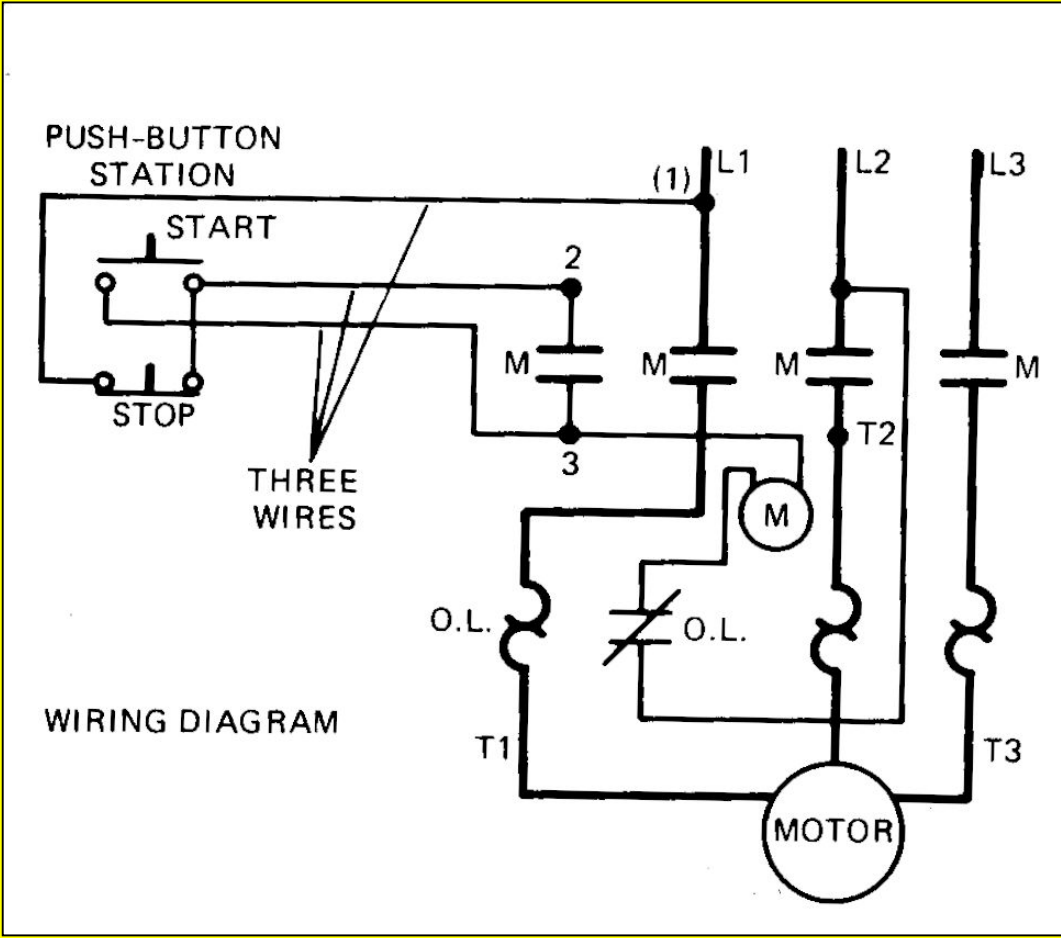 PUSH-BUTTON
STATION
START
STOP
(1)
L1
L2
L3
2
M
M
M
M
3
T2
THREE
WIRES
M
O.L.
O.L.
WIRING DIAGRAM
T1
T3
MOTOR